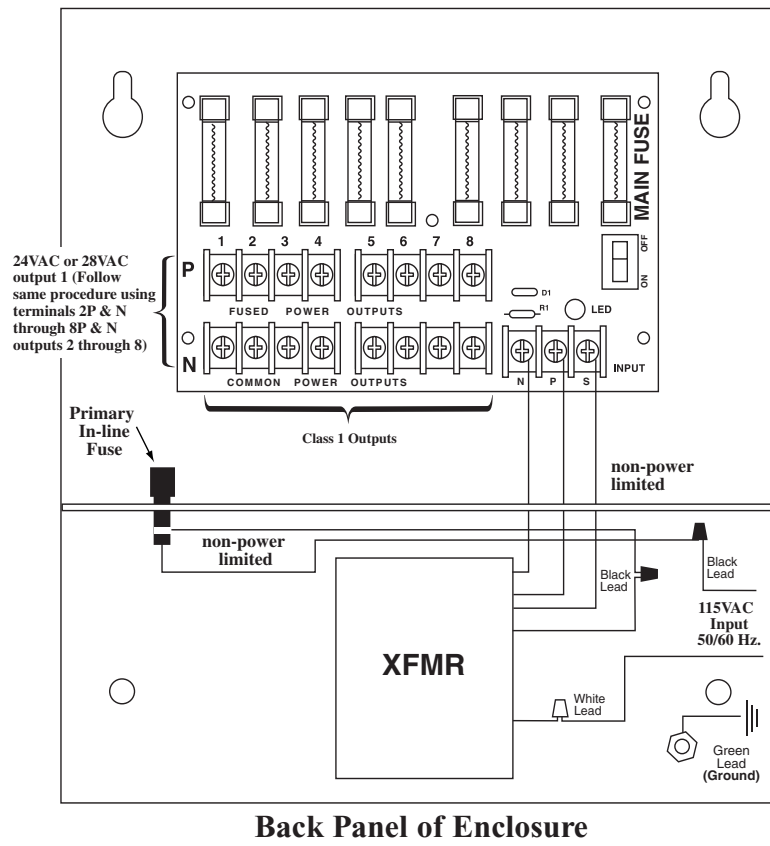 MAIN FUSE
OFF
ON
1 2 3 4 5 6 7 8
P
FUSED POWER OUTPUTS
D1
R1
LED
N
COMMON POWER OUTPUTS
N P S
INPUT
24VAC or 28VAC
output 1 (Follow
same procedure using
terminals 2P & N
through 8P & N
outputs 2 through 8)
Class 1 Outputs
Primary
In-line
Fuse
non-power
limited
non-power
limited
Black
Lead
Black
Lead
115VAC
Input
50/60 Hz.
XFMR
White
Lead
Green
Lead
(Ground)
Back Panel of Enclosure